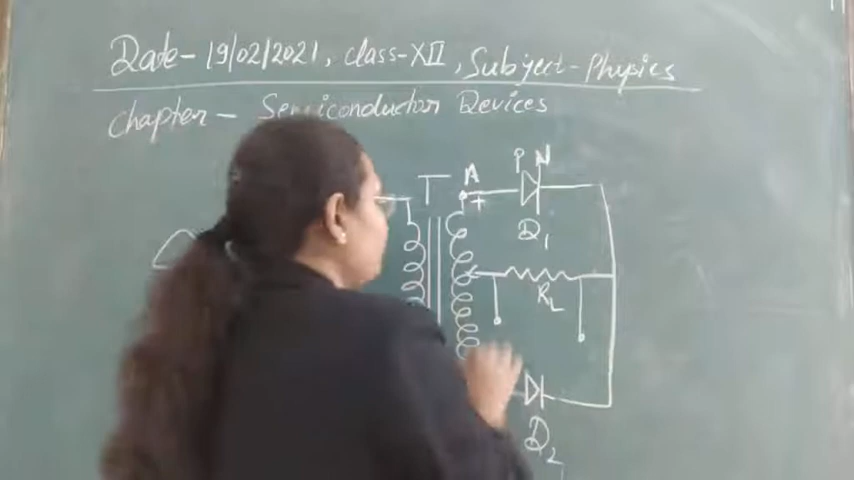 Date - 19/02/2021, class-XII, Subject - Physics
chapter - Semiconductor Devices
T A P N
+
D1
RL
D2